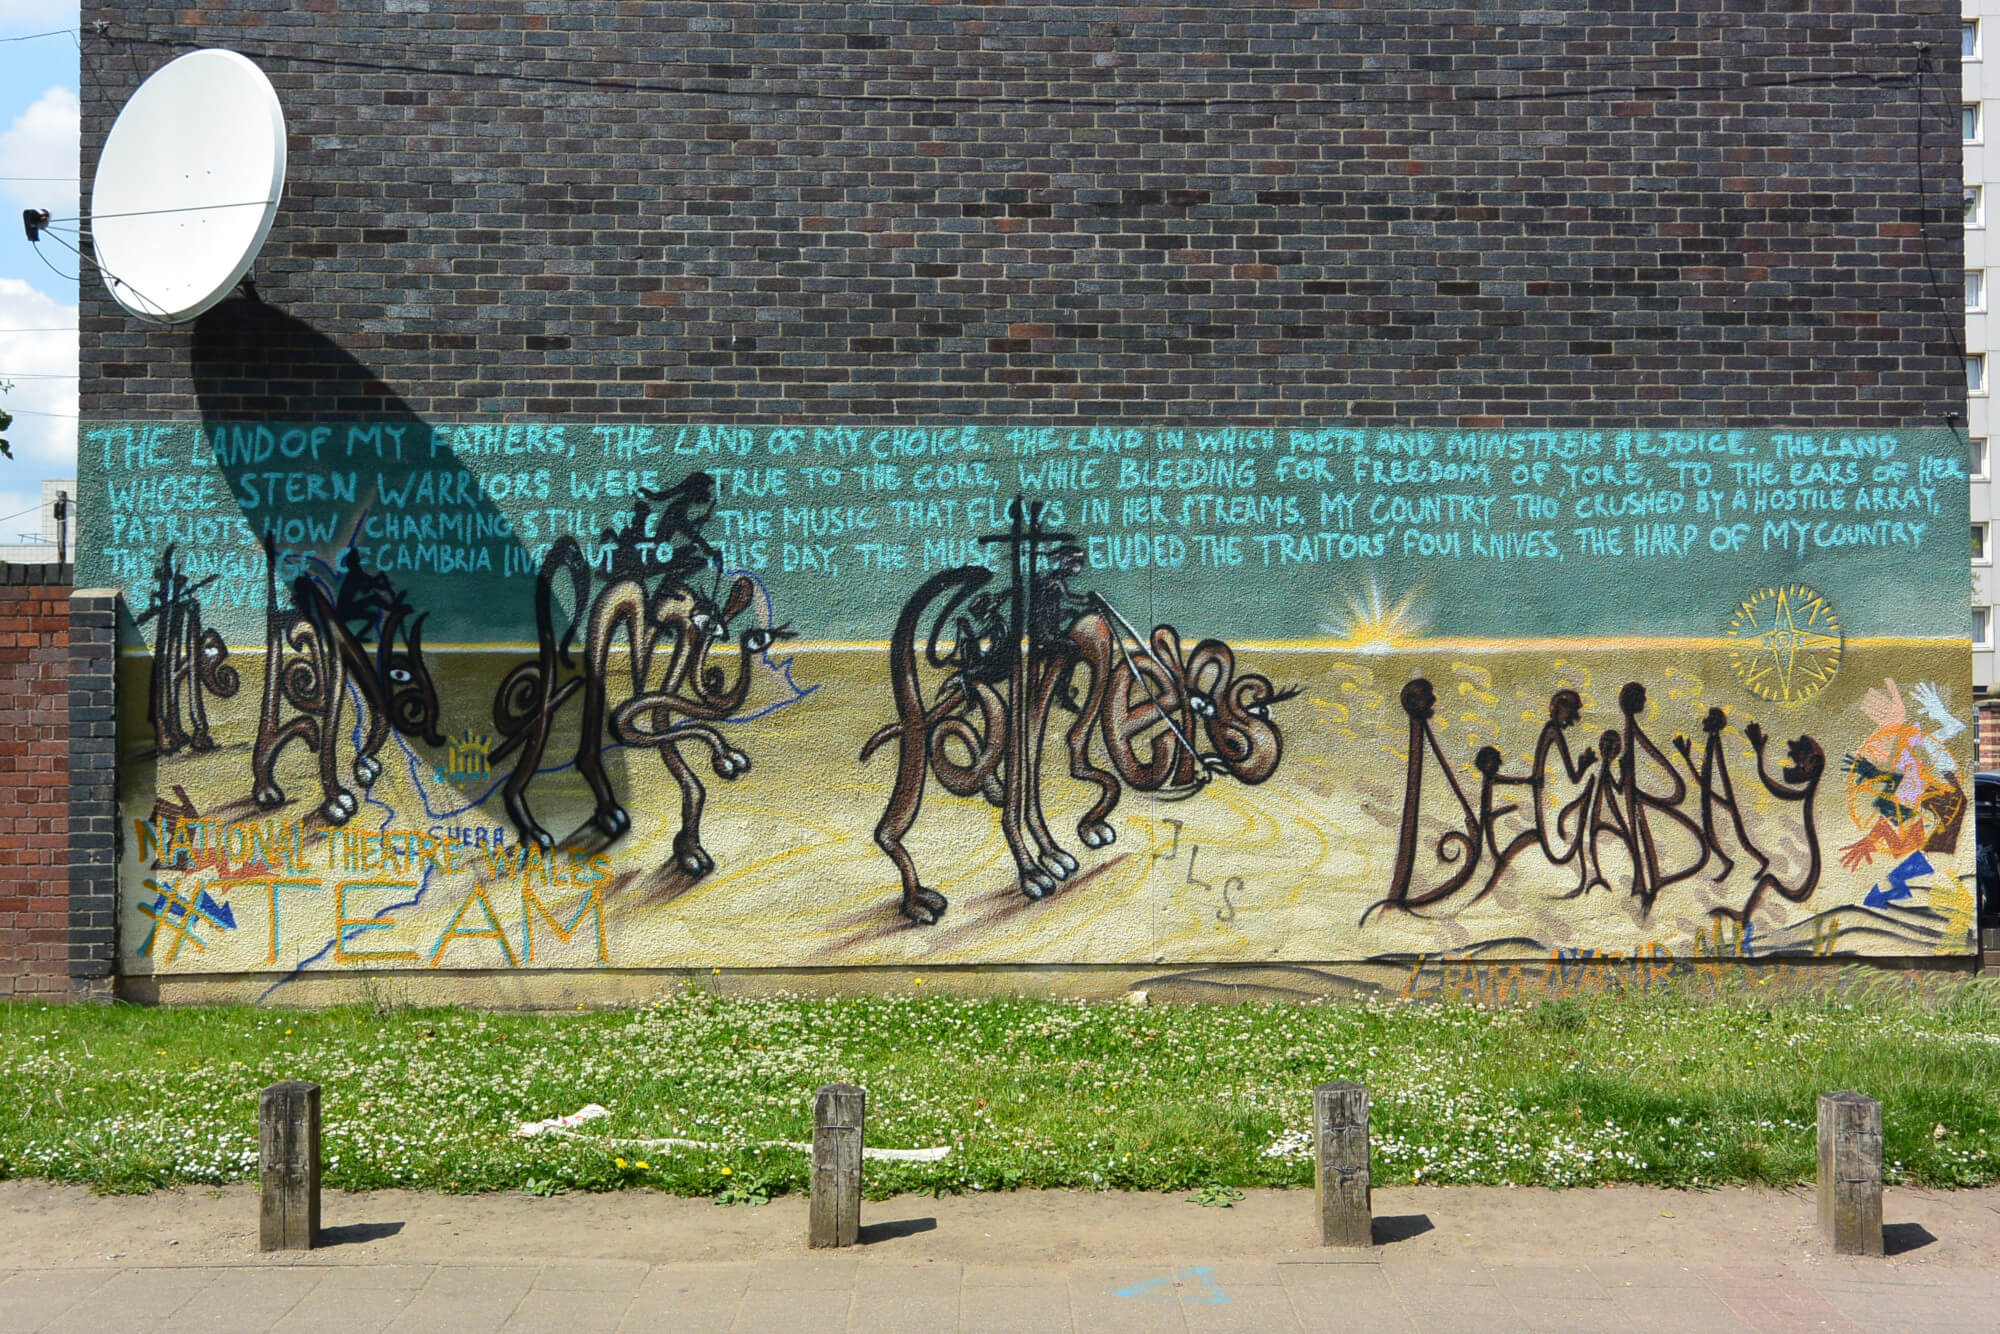 THE LAND OF MY FATHERS, THE LAND OF MY CHOICE. THE LAND IN WHICH POETS AND MINSTRElS REJOICE. THE LAND
WHOSE STERN WARRIORS WERE TRUE TO THE CORE, WHIlE BLEEDING FOR FREEDOM OF YORE, TO THE EARS OF HER
PATRIOTS HOW CHARMING STILL SEE THE MUSIC THAT FLOWS IN HER STREAMS. MY COUNTRY THO' CRUSHED BY A HOSTILE ARRAY,
THE LANGUAGE OF CAMBRIA LIVES OUT TO THIS DAY, THE MUSE HAS ElUDED THE TRAITORS' FOUl KNIVES, THE HARP OF MY COUNTRY
THE LAND OF MY FATHERS
DEGABAY
JLS
NATIONAL THEATRE WALES
SHERA
#TEAM
LIAM NASIR